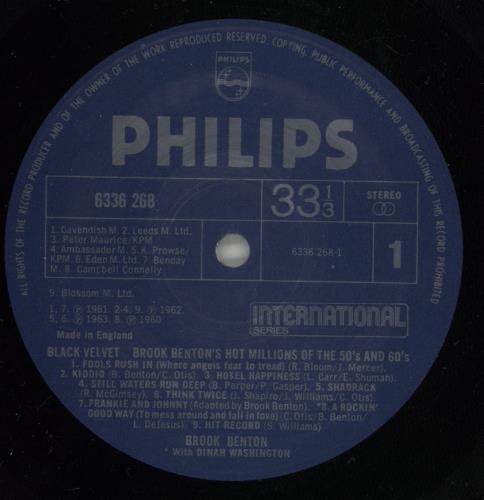 ALL RIGHTS OF THE RECORD PRODUCER AND OF THE OWNER OF THE WORK REPRODUCED RESERVED. COPYING, PUBLIC PERFORMANCE AND BROADCASTING OF THIS RECORD PROHIBITED
PHILIPS
PHILIPS
6336 268
33 1/3
STEREO
1. Cavendish M. 2. Leeds M. Ltd.
3. Peter Maurice/KPM
4. Ambassador M. 5. K. Prowse/
KPM. 6. Eden M. Ltd. 7. Benday
M. 8. Campbell Connelly
6336 268·1
1
9. Blossom M. Ltd.
1, 7. ℗ 1961. 2-4, 9. ℗ 1962.
5, 6. ℗ 1963. 8. ℗ 1960
INTERNATIONAL
SERIES
Made in England
BLACK VELVET BROOK BENTON'S HOT MILLIONS OF THE 50's AND 60's
1. FOOLS RUSH IN (Where angels fear to tread) (R. Bloom/J. Mercer)
2. KIDDIO (B. Benton/C. Otis). 3. HOTEL HAPPINESS (L. Carr/E. Shuman).
4. STILL WATERS RUN DEEP (B. Perper/P. Gasper). 5. SHADRACK
(R. McGimsey). 6. THINK TWICE (J. Shapiro/J. Williams/C. Otis).
7. FRANKIE AND JOHNNY (Adapted by Brook Benton). *8. A ROCKIN'
GOOD WAY (To mess around and fall in love) (C. Otis/B. Benton/
L. DeJesus). 9. HIT RECORD (S. Williams)
BROOK BENTON
* With DINAH WASHINGTON